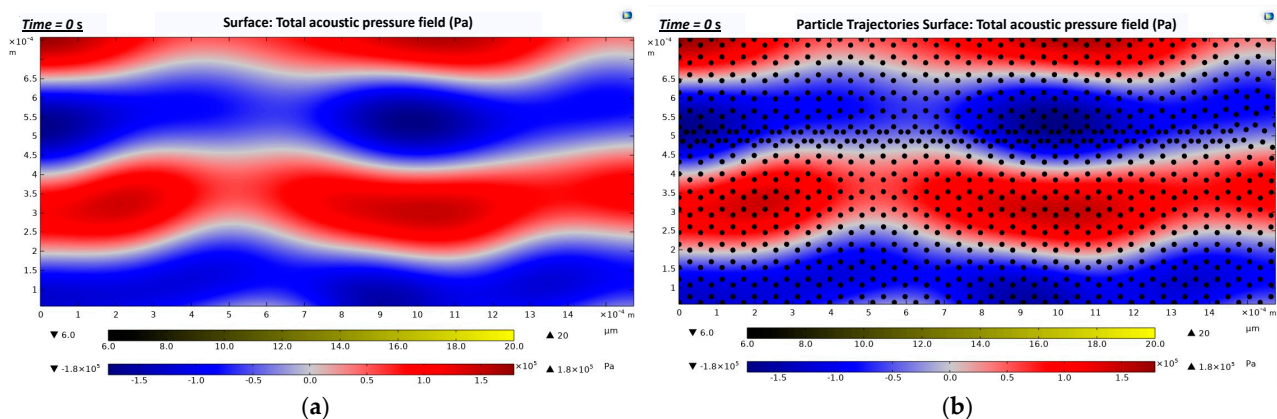 Time = 0 s
Surface: Total acoustic pressure field (Pa)
×10⁻⁴
m
6.5
6
5.5
5
4.5
4
3.5
3
2.5
2
1.5
1
0 1 2 3 4 5 6 7 8 9 10 11 12 13 14 ×10⁻⁴ m
▼ 6.0 ▲ 20 µm
6.0 8.0 10.0 12.0 14.0 16.0 18.0 20.0
▼ -1.8×10⁵ ×10⁵ ▲ 1.8×10⁵ Pa
-1.5 -1.0 -0.5 0.0 0.5 1.0 1.5
(a)
Time = 0 s
Particle Trajectories Surface: Total acoustic pressure field (Pa)
×10⁻⁴
m
6.5
6
5.5
5
4.5
4
3.5
3
2.5
2
1.5
1
0 1 2 3 4 5 6 7 8 9 10 11 12 13 14 ×10⁻⁴ m
▼ 6.0 ▲ 20 µm
6.0 8.0 10.0 12.0 14.0 16.0 18.0 20.0
▼ -1.8×10⁵ ×10⁵ ▲ 1.8×10⁵ Pa
-1.5 -1.0 -0.5 0.0 0.5 1.0 1.5
(b)